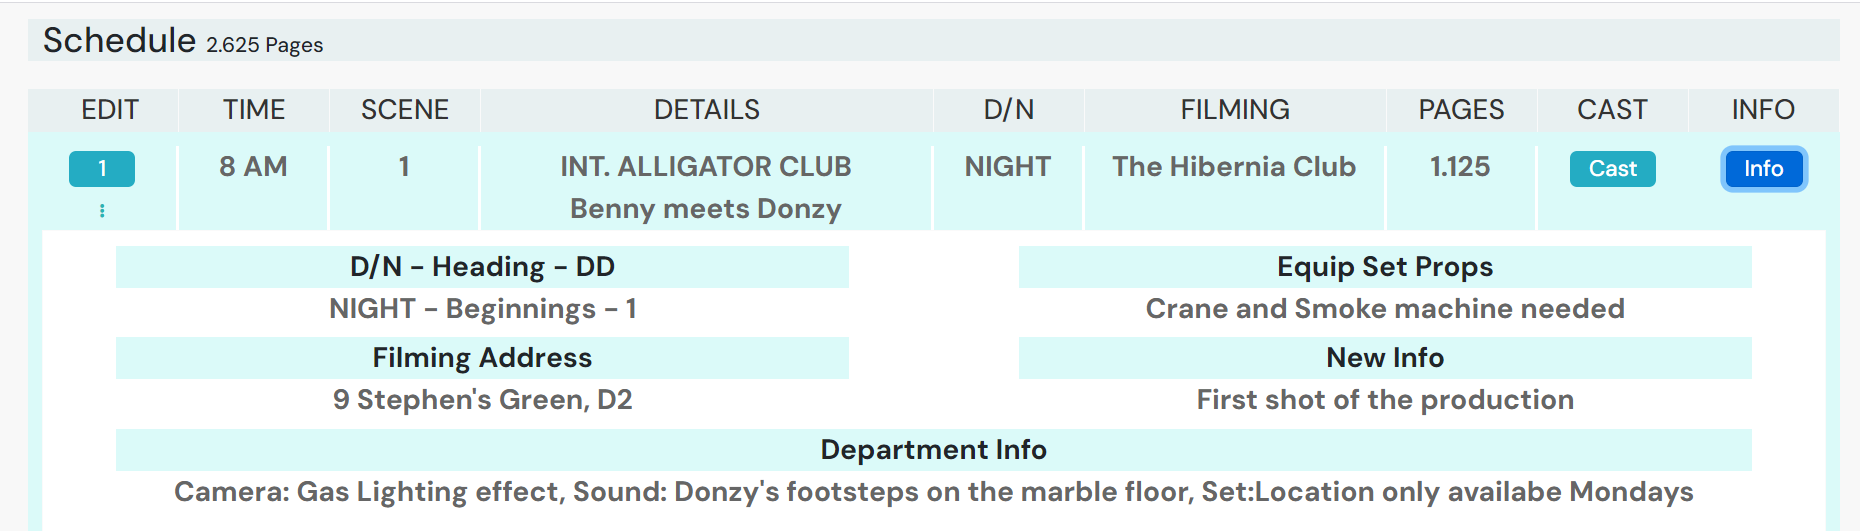 Schedule 2.625 Pages
EDIT TIME SCENE DETAILS D/N FILMING PAGES CAST INFO
1 8 AM 1 INT. ALLIGATOR CLUB NIGHT The Hibernia Club 1.125 Cast Info
Benny meets Donzy
D/N - Heading - DD Equip Set Props
NIGHT - Beginnings - 1 Crane and Smoke machine needed
Filming Address New Info
9 Stephen's Green, D2 First shot of the production
Department Info
Camera: Gas Lighting effect, Sound: Donzy's footsteps on the marble floor, Set:Location only availabe Mondays